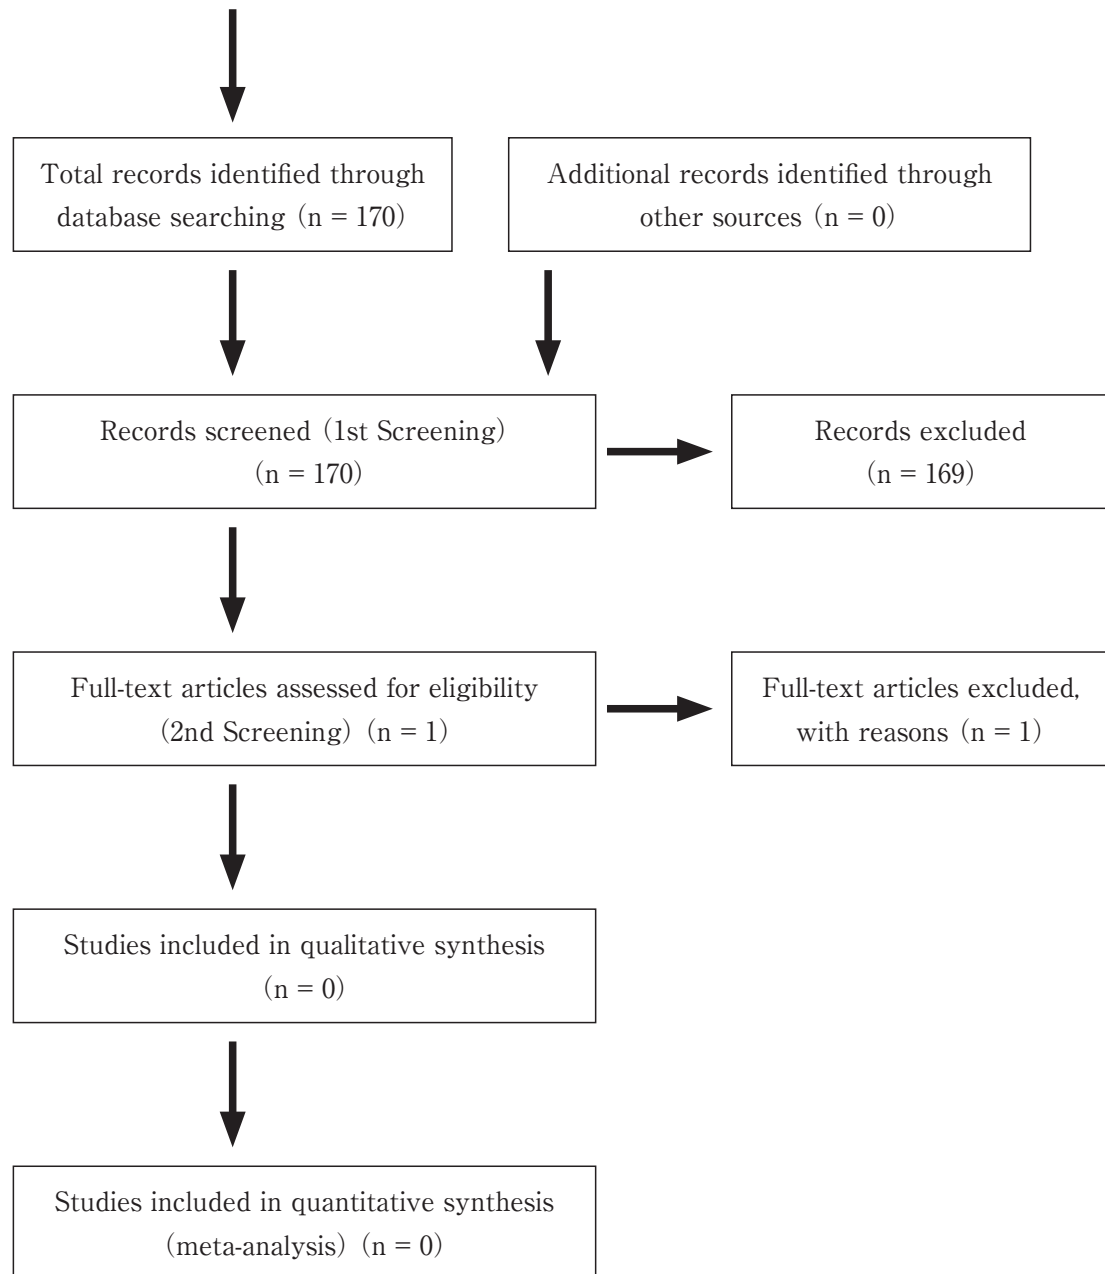 Total records identified through
database searching (n = 170)
Additional records identified through
other sources (n = 0)
Records screened (1st Screening)
(n = 170)
Records excluded
(n = 169)
Full-text articles assessed for eligibility
(2nd Screening) (n = 1)
Full-text articles excluded,
with reasons (n = 1)
Studies included in qualitative synthesis
(n = 0)
Studies included in quantitative synthesis
(meta-analysis) (n = 0)